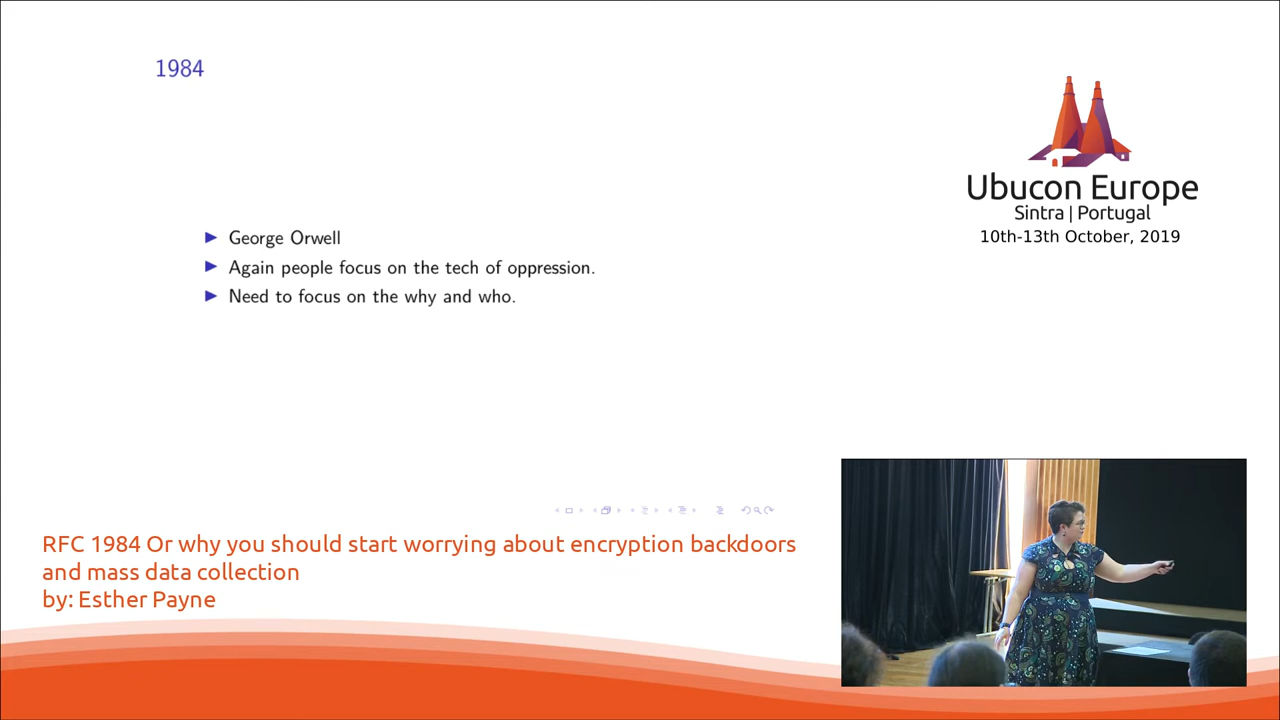 1984
George Orwell
Again people focus on the tech of oppression.
Need to focus on the why and who.
Ubucon Europe
Sintra | Portugal
10th-13th October, 2019
RFC 1984 Or why you should start worrying about encryption backdoors
and mass data collection
by: Esther Payne